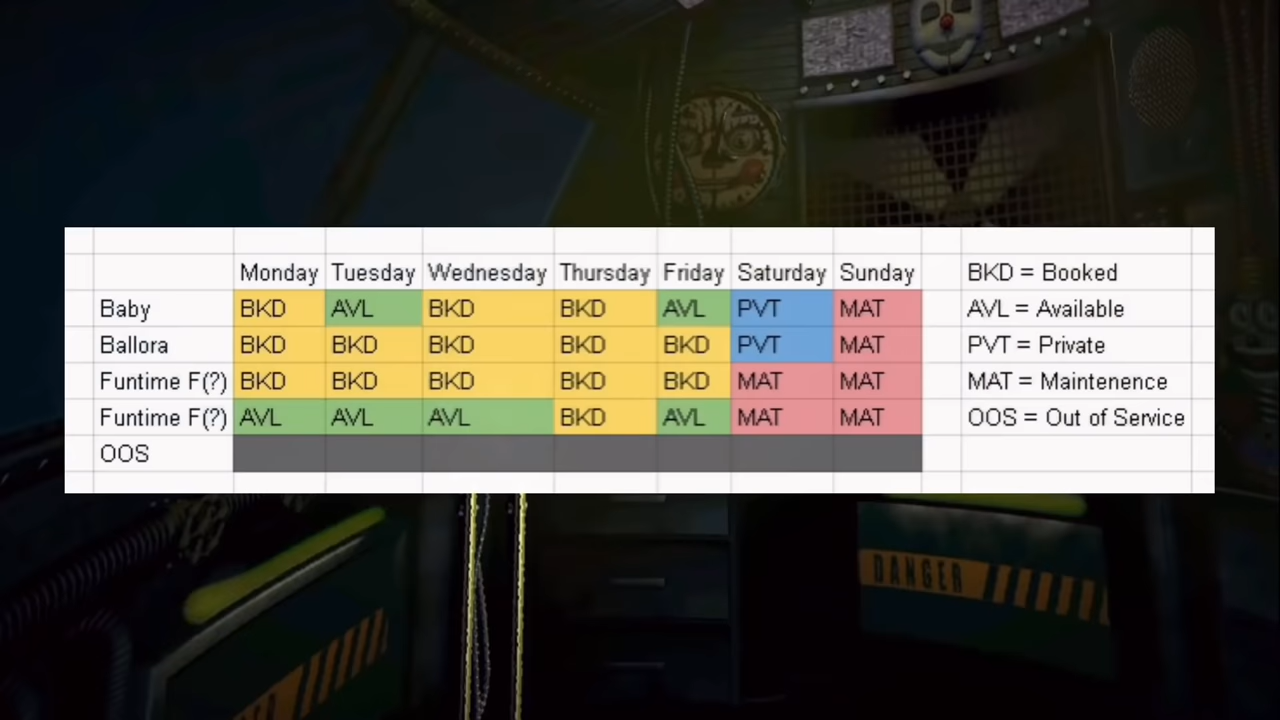 Monday Tuesday Wednesday Thursday Friday Saturday Sunday BKD = Booked
Baby BKD AVL BKD BKD AVL PVT MAT AVL = Available
Ballora BKD BKD BKD BKD BKD PVT MAT PVT = Private
Funtime F(?) BKD BKD BKD BKD BKD MAT MAT MAT = Maintenence
Funtime F(?) AVL AVL AVL BKD AVL MAT MAT OOS = Out of Service
OOS
DANGER